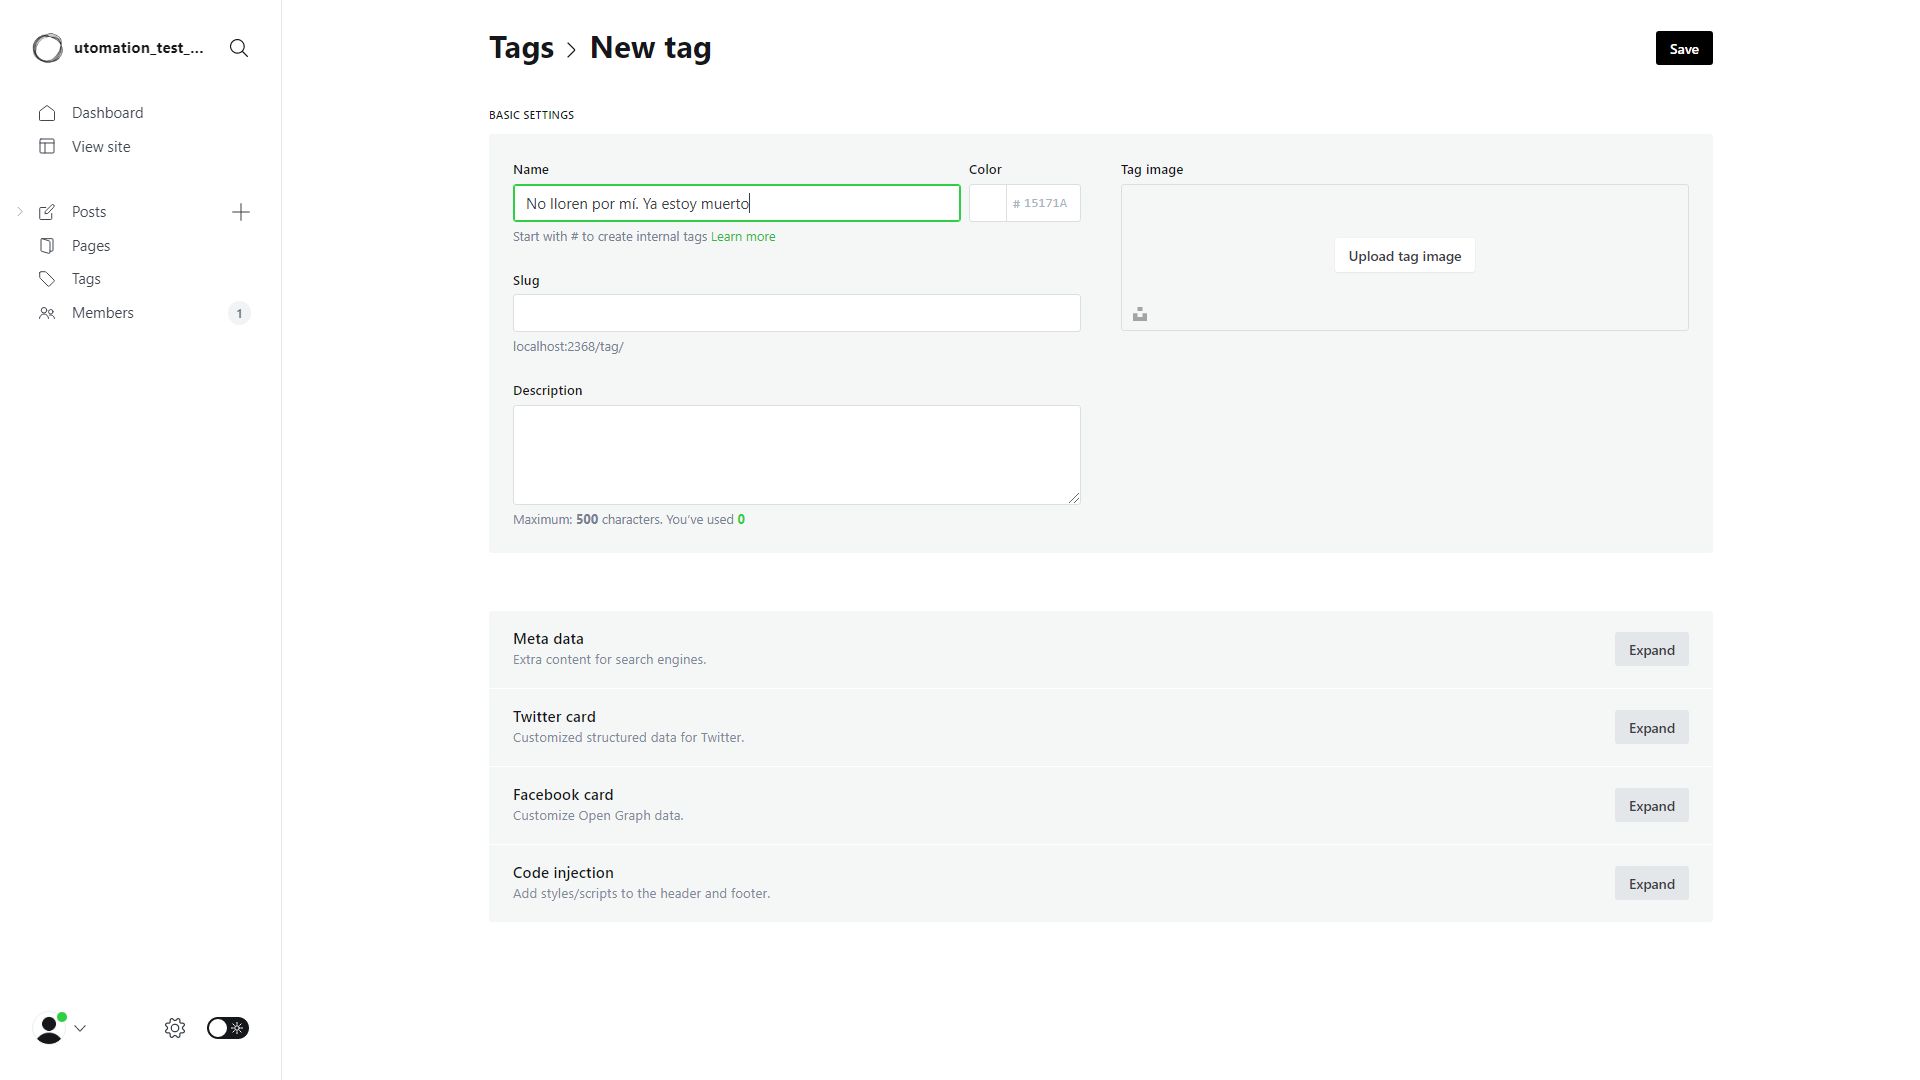 utomation_test_...
Dashboard
View site
Posts
Pages
Tags
Members
1
Tags
New tag
Save
BASIC SETTINGS
Name
No lloren por mí. Ya estoy muerto
Start with # to create internal tags Learn more
Color
# 15171A
Tag image
Upload tag image
Slug
localhost:2368/tag/
Description
Maximum: 500 characters. You've used 0
Meta data
Extra content for search engines.
Expand
Twitter card
Customized structured data for Twitter.
Expand
Facebook card
Customize Open Graph data.
Expand
Code injection
Add styles/scripts to the header and footer.
Expand